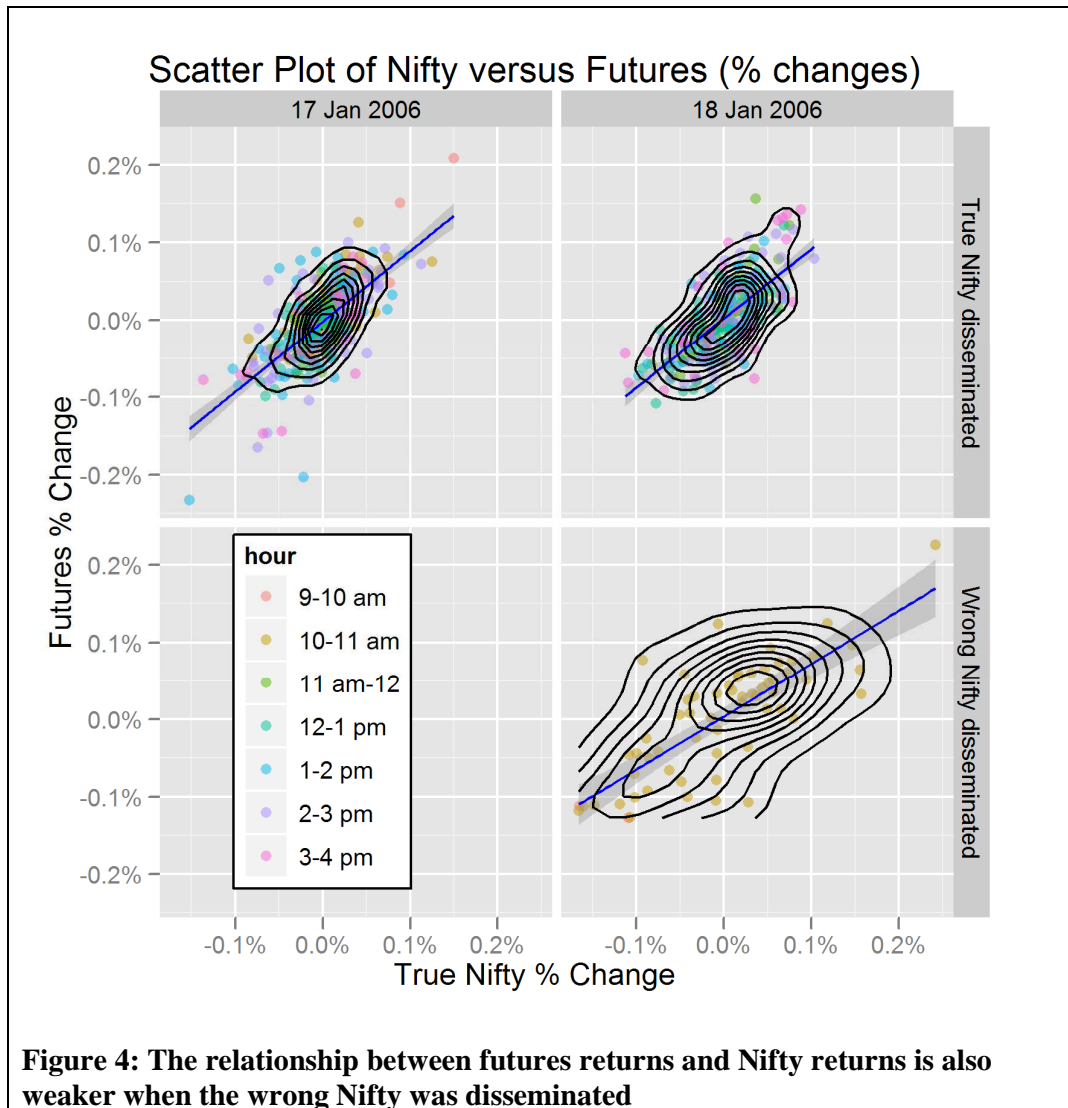 Scatter Plot of Nifty versus Futures (% changes)
17 Jan 2006
18 Jan 2006
0.2%
0.1%
0.0%
-0.1%
-0.2%
True Nifty disseminated
Futures % Change
0.2%
0.1%
0.0%
-0.1%
-0.2%
hour
9-10 am
10-11 am
11 am-12
12-1 pm
1-2 pm
2-3 pm
3-4 pm
Wrong Nifty disseminated
-0.1% 0.0% 0.1% 0.2%
-0.1% 0.0% 0.1% 0.2%
True Nifty % Change
Figure 4: The relationship between futures returns and Nifty returns is also
weaker when the wrong Nifty was disseminated